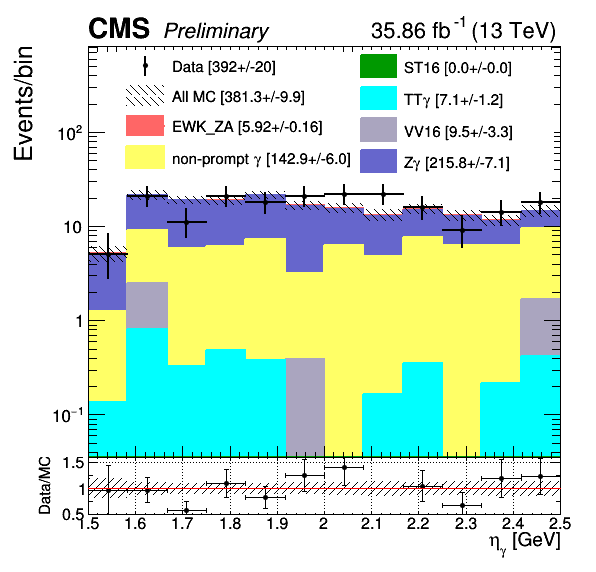 CMS Preliminary 35.86 fb⁻¹ (13 TeV)
Events/bin
Data [392+/-20]
All MC [381.3+/-9.9]
EWK_ZA [5.92+/-0.16]
non-prompt γ [142.9+/-6.0]
ST16 [0.0+/-0.0]
TTγ [7.1+/-1.2]
VV16 [9.5+/-3.3]
Zγ [215.8+/-7.1]
10²
10
1
10⁻¹
Data/MC
1.5
1
0.5
1.5 1.6 1.7 1.8 1.9 2 2.1 2.2 2.3 2.4 2.5
ηγ [GeV]